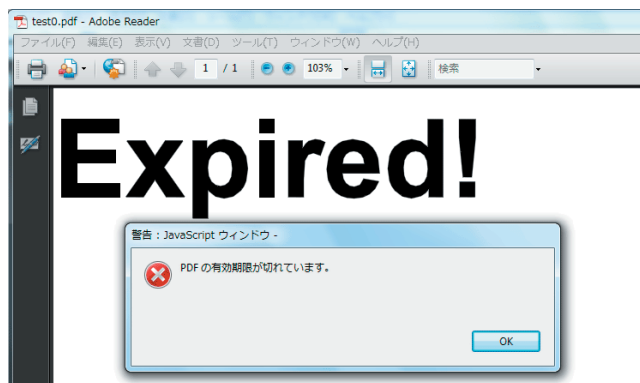 test0.pdf - Adobe Reader
ファイル(F) 編集(E) 表示(V) 文書(D) ツール(T) ウィンドウ(W) ヘルプ(H)
1 / 1 103% 検索
Expired!
警告 : JavaScript ウィンドウ -
PDF の有効期限が切れています。
OK